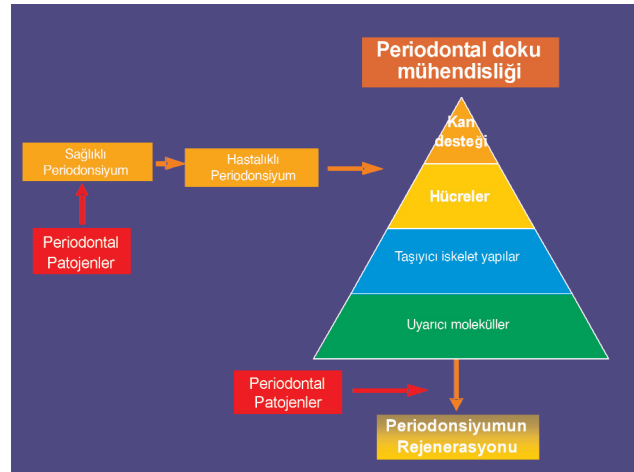 Periodontal doku
mühendisliği
Kan
desteği
Sağlıklı
Periodonsiyum
Hastalıklı
Periodonsiyum
Hücreler
Periodontal
Patojenler
Taşıyıcı iskelet yapılar
Uyarıcı moleküller
Periodontal
Patojenler
Periodonsiyumun
Rejenerasyonu